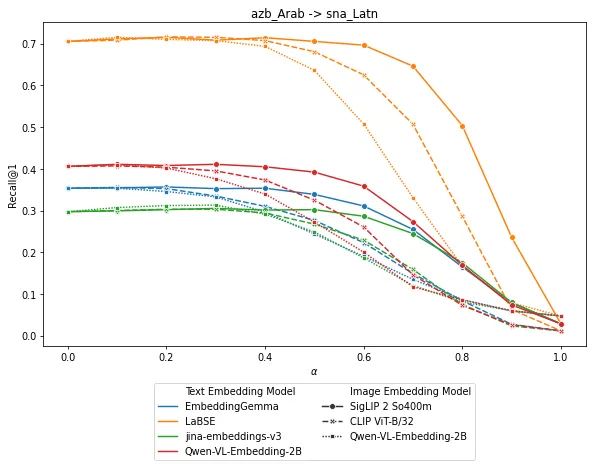 azb_Arab -> sna_Latn
Recall@1
0.7
0.6
0.5
0.4
0.3
0.2
0.1
0.0
0.0 0.2 0.4 0.6 0.8 1.0
α
Text Embedding Model
EmbeddingGemma
LaBSE
jina-embeddings-v3
Qwen-VL-Embedding-2B
Image Embedding Model
SigLIP 2 So400m
CLIP ViT-B/32
Qwen-VL-Embedding-2B